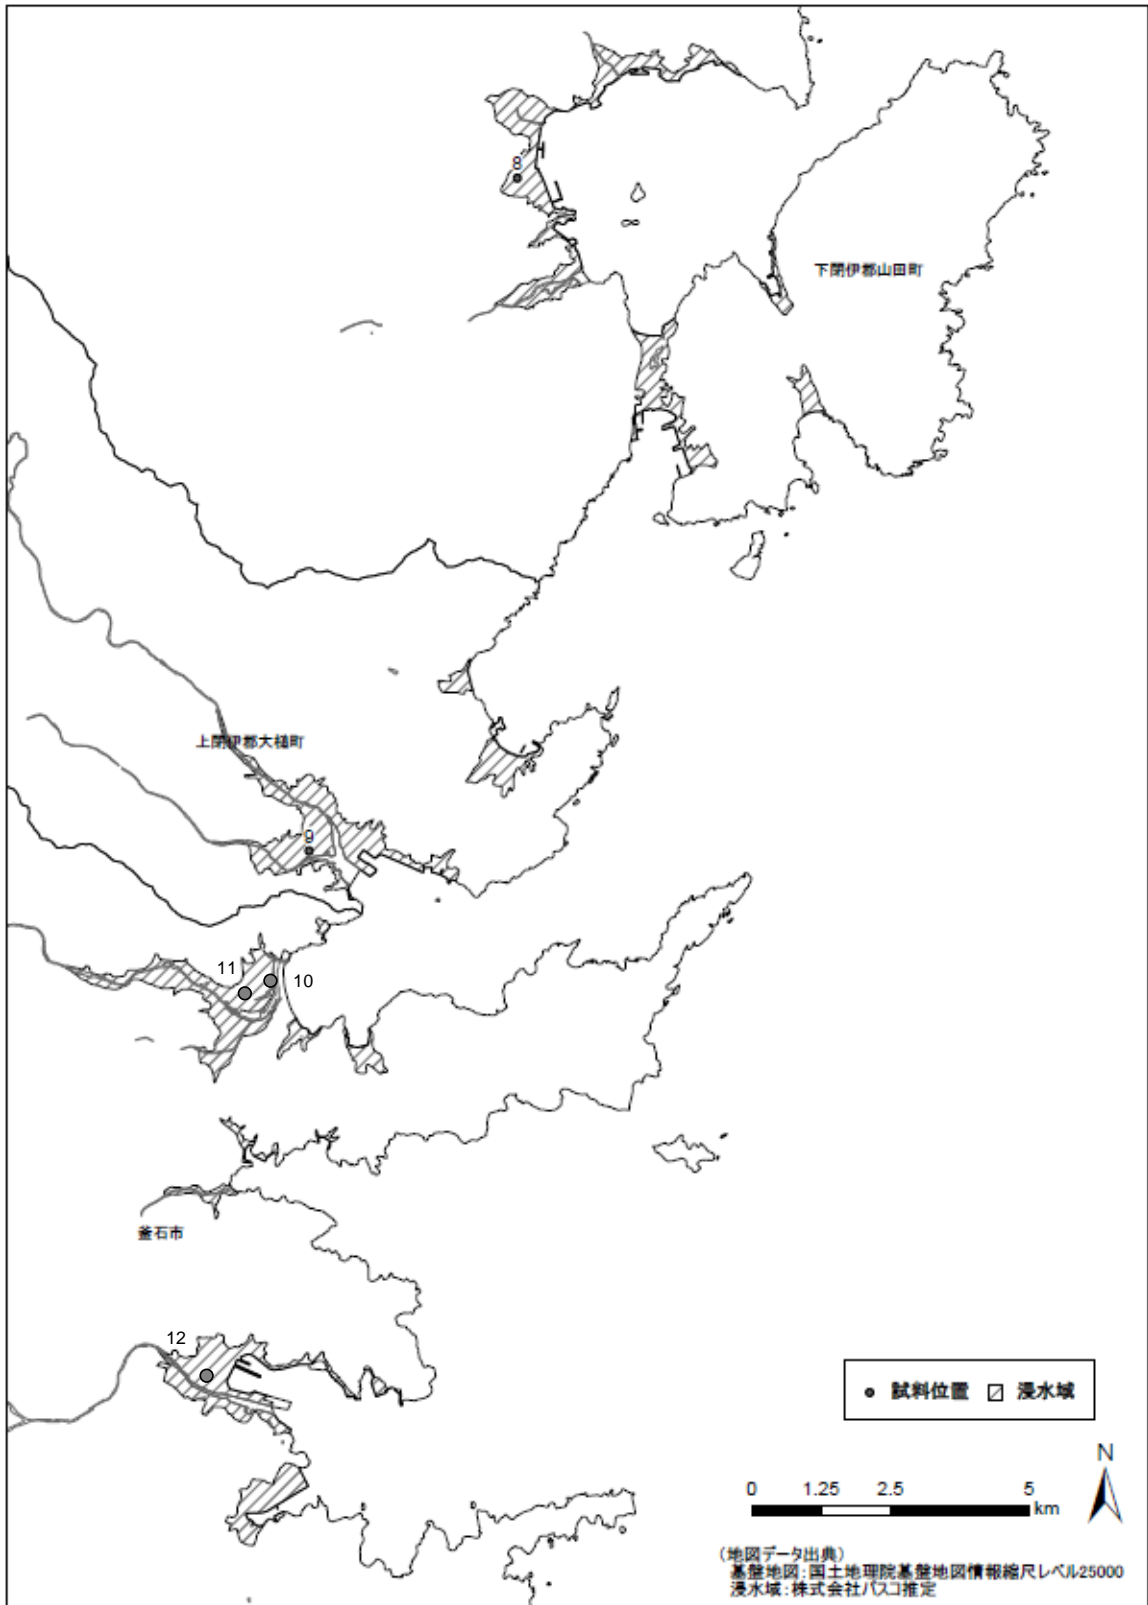 8
下閉伊郡山田町
上閉伊郡大槌町
9
11
10
釜石市
12
試料位置 浸水域
N
0 1.25 2.5 5
km
(地図データ出典)
基盤地図:国土地理院基盤地図情報縮尺レベル25000
浸水域:株式会社パスコ推定